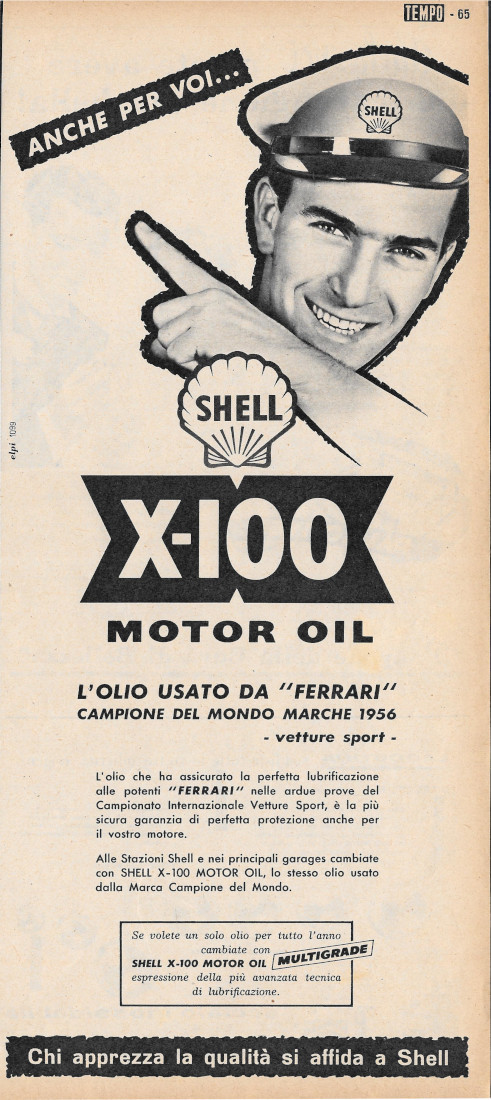 TEMPO - 65
ANCHE PER VOI...
SHELL
SHELL
elpi 1099
X-100
MOTOR OIL
L'OLIO USATO DA "FERRARI"
CAMPIONE DEL MONDO MARCHE 1956
- vetture sport -
L'olio che ha assicurato la perfetta lubrificazione
alle potenti "FERRARI" nelle ardue prove del
Campionato Internazionale Vetture Sport, è la più
sicura garanzia di perfetta protezione anche per
il vostro motore.
Alle Stazioni Shell e nei principali garages cambiate
con SHELL X-100 MOTOR OIL, lo stesso olio usato
dalla Marca Campione del Mondo.
Se volete un solo olio per tutto l'anno
cambiate con
SHELL X-100 MOTOR OIL MULTIGRADE
espressione della più avanzata tecnica
di lubrificazione.
Chi apprezza la qualità si affida a Shell